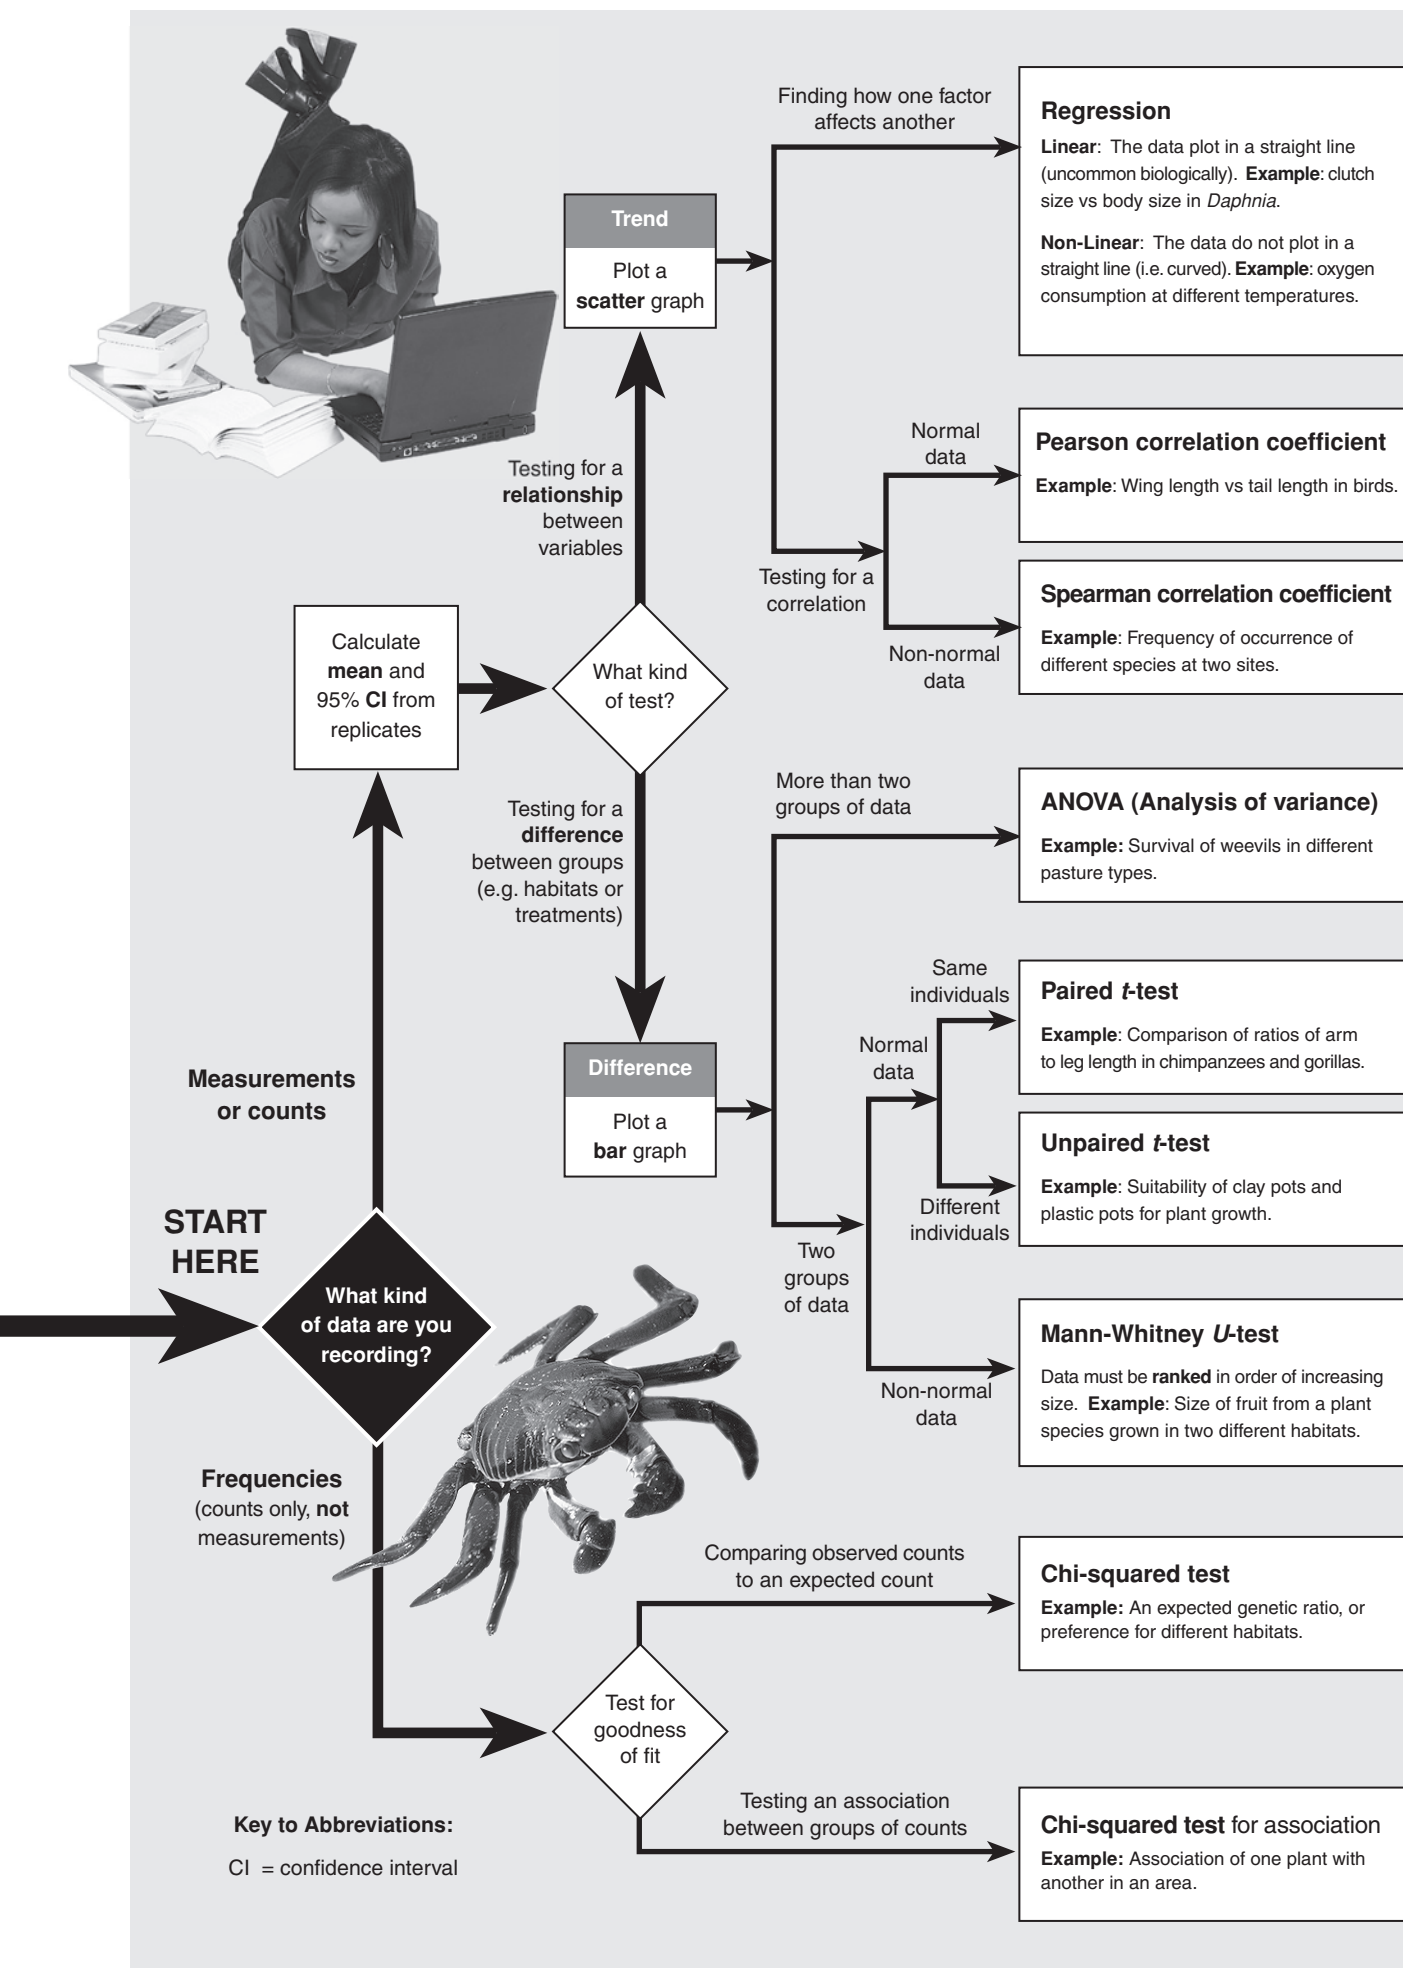 Finding how one factor
affects another
Regression
Linear: The data plot in a straight line
(uncommon biologically). Example: clutch
size vs body size in Daphnia.
Non-Linear: The data do not plot in a
straight line (i.e. curved). Example: oxygen
consumption at different temperatures.
Trend
Plot a
scatter graph
Normal
data
Pearson correlation coefficient
Example: Wing length vs tail length in birds.
Testing for a
relationship
between
variables
Testing for a
correlation
Spearman correlation coefficient
Example: Frequency of occurrence of
different species at two sites.
Non-normal
data
Calculate
mean and
95% CI from
replicates
What kind
of test?
More than two
groups of data
ANOVA (Analysis of variance)
Example: Survival of weevils in different
pasture types.
Testing for a
difference
between groups
(e.g. habitats or
treatments)
Same
individuals
Paired t-test
Example: Comparison of ratios of arm
to leg length in chimpanzees and gorillas.
Normal
data
Difference
Plot a
bar graph
Measurements
or counts
Unpaired t-test
Example: Suitability of clay pots and
plastic pots for plant growth.
Different
individuals
Two
groups
of data
START
HERE
What kind
of data are you
recording?
Mann-Whitney U-test
Data must be ranked in order of increasing
size. Example: Size of fruit from a plant
species grown in two different habitats.
Non-normal
data
Frequencies
(counts only, not
measurements)
Comparing observed counts
to an expected count
Chi-squared test
Example: An expected genetic ratio, or
preference for different habitats.
Test for
goodness
of fit
Testing an association
between groups of counts
Chi-squared test for association
Example: Association of one plant with
another in an area.
Key to Abbreviations:
CI = confidence interval